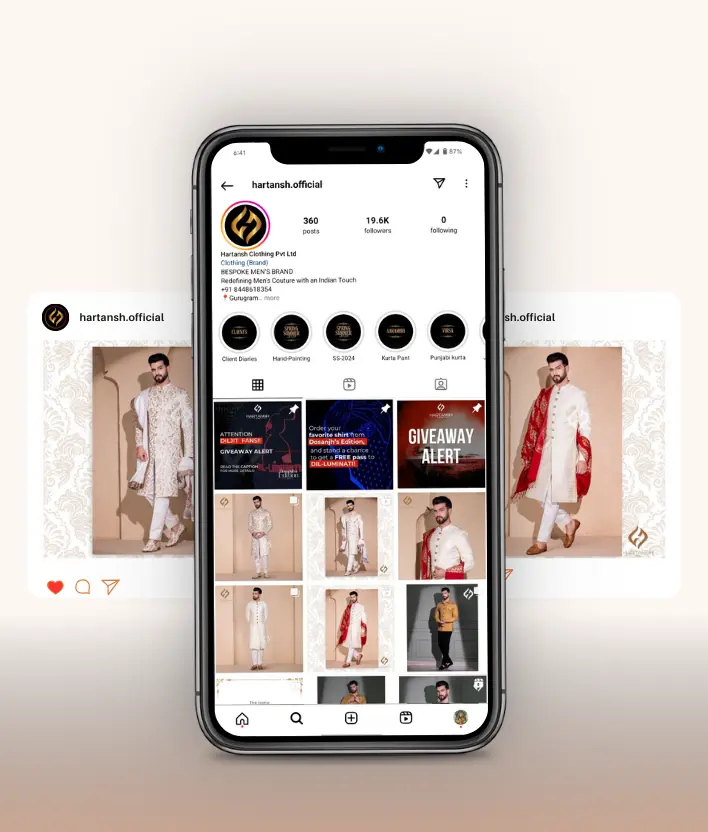 6:41
87%
hartansh.official
360
posts
19.6K
followers
0
following
Hartansh Clothing Pvt Ltd
Clothing (Brand)
BESPOKE MEN'S BRAND
Redefining Men's Couture with an Indian Touch
+91 8448618354
📍Gurugram... more
hartansh.official
sh.official
CLIENTS
SPRING
SUMMER
SPRING
SUMMER
Client Diaries
Hand-Painting
SS-2024
Kurta Pant
Punjabi kurta
ATTENTION
DILJIT FANS!
GIVEAWAY ALERT
READ THE CAPTION
FOR MORE DETAILS!
DIL-LUMINATI
Edition
Order your
favorite shirt from
Dosanjh's Edition,
and stand a chance
to get a FREE pass to
DIL-LUMINATI!
HARTANSH
GIVEAWAY
ALERT